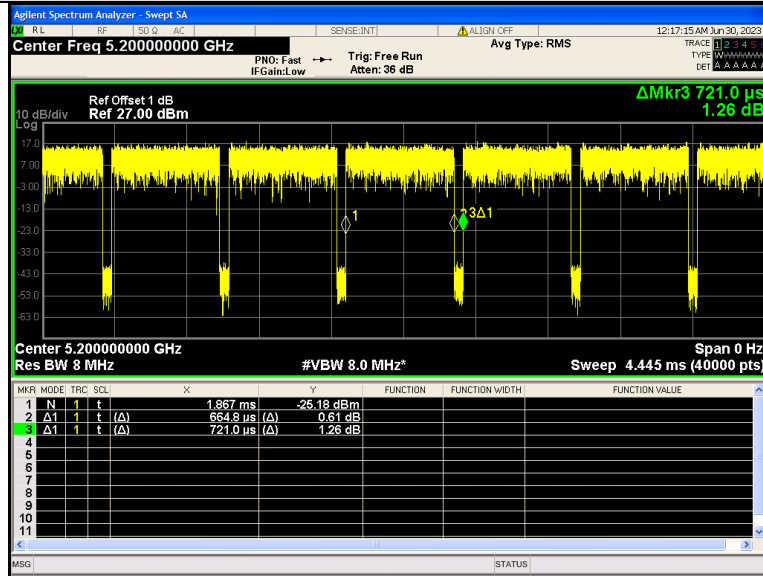 Agilent Spectrum Analyzer - Swept SA
LXI RL RF 50 Ω AC SENSE:INT ALIGN OFF 12:17:15 AM Jun 30, 2023
Center Freq 5.200000000 GHz
Avg Type: RMS
TRACE 1 2 3 4 5
PNO: Fast Trig: Free Run
TYPE W
IFGain:Low Atten: 36 dB
DET A A A A A
ΔMkr3 721.0 µs
1.26 dB
Ref Offset 1 dB
10 dB/div Ref 27.00 dBm
Log
17.0
7.00
-3.00
-13.0
1
3Δ1
-23.0
-33.0
-43.0
-53.0
-63.0
Center 5.200000000 GHz Span 0 Hz
Res BW 8 MHz #VBW 8.0 MHz* Sweep 4.445 ms (40000 pts)
MKR MODE TRC SCL X Y FUNCTION FUNCTION WIDTH FUNCTION VALUE
1 N 1 t 1.867 ms -25.18 dBm
2 Δ1 1 t (Δ) 664.8 µs (Δ) 0.61 dB
3 Δ1 1 t (Δ) 721.0 µs (Δ) 1.26 dB
4
5
6
7
8
9
10
11
MSG STATUS